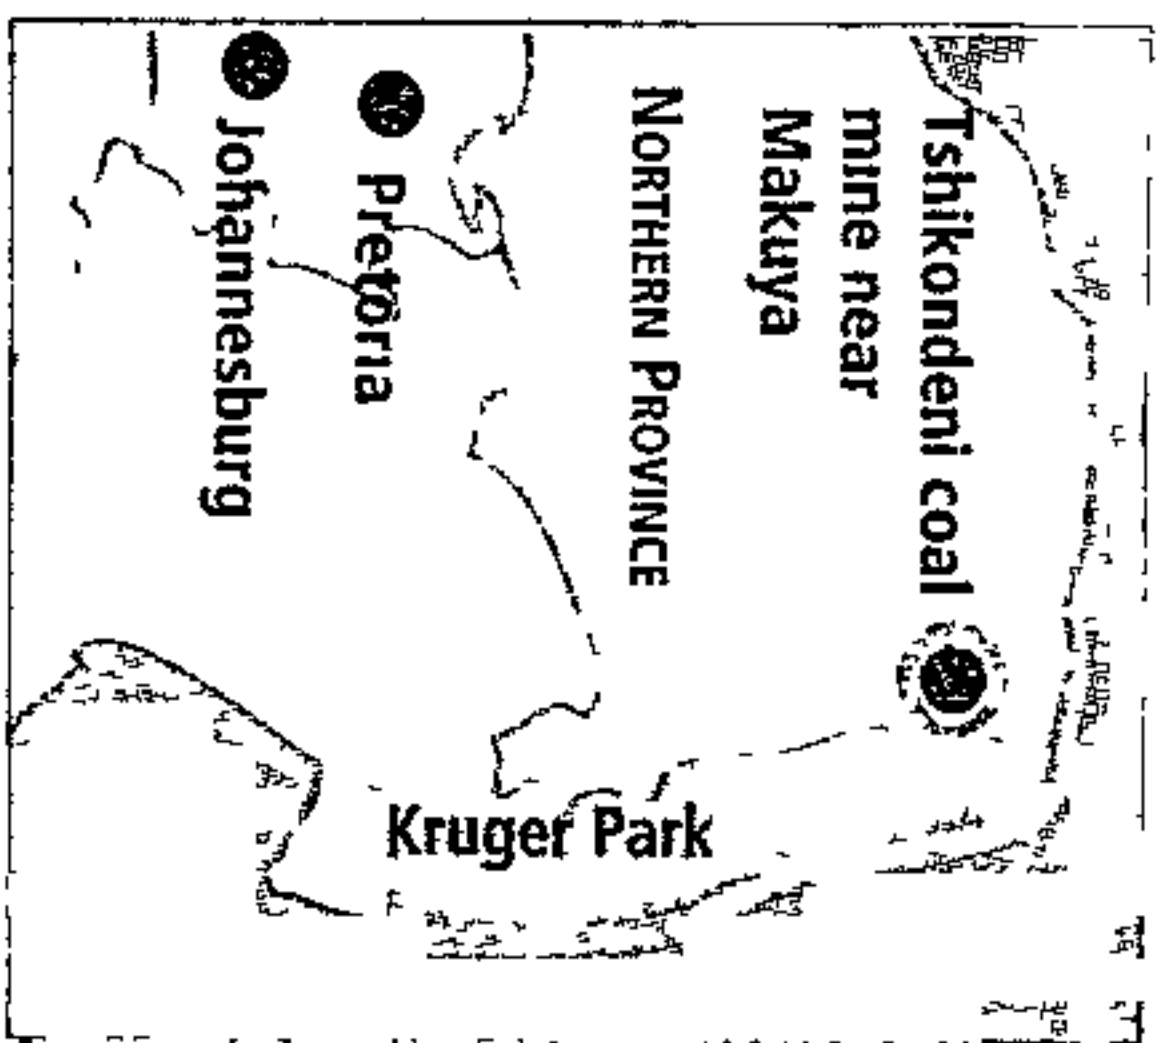 Tshikondeni coal
mine near
Makuya
NORTHERN PROVINCE
Pretoria
Johannesburg
Kruger Park